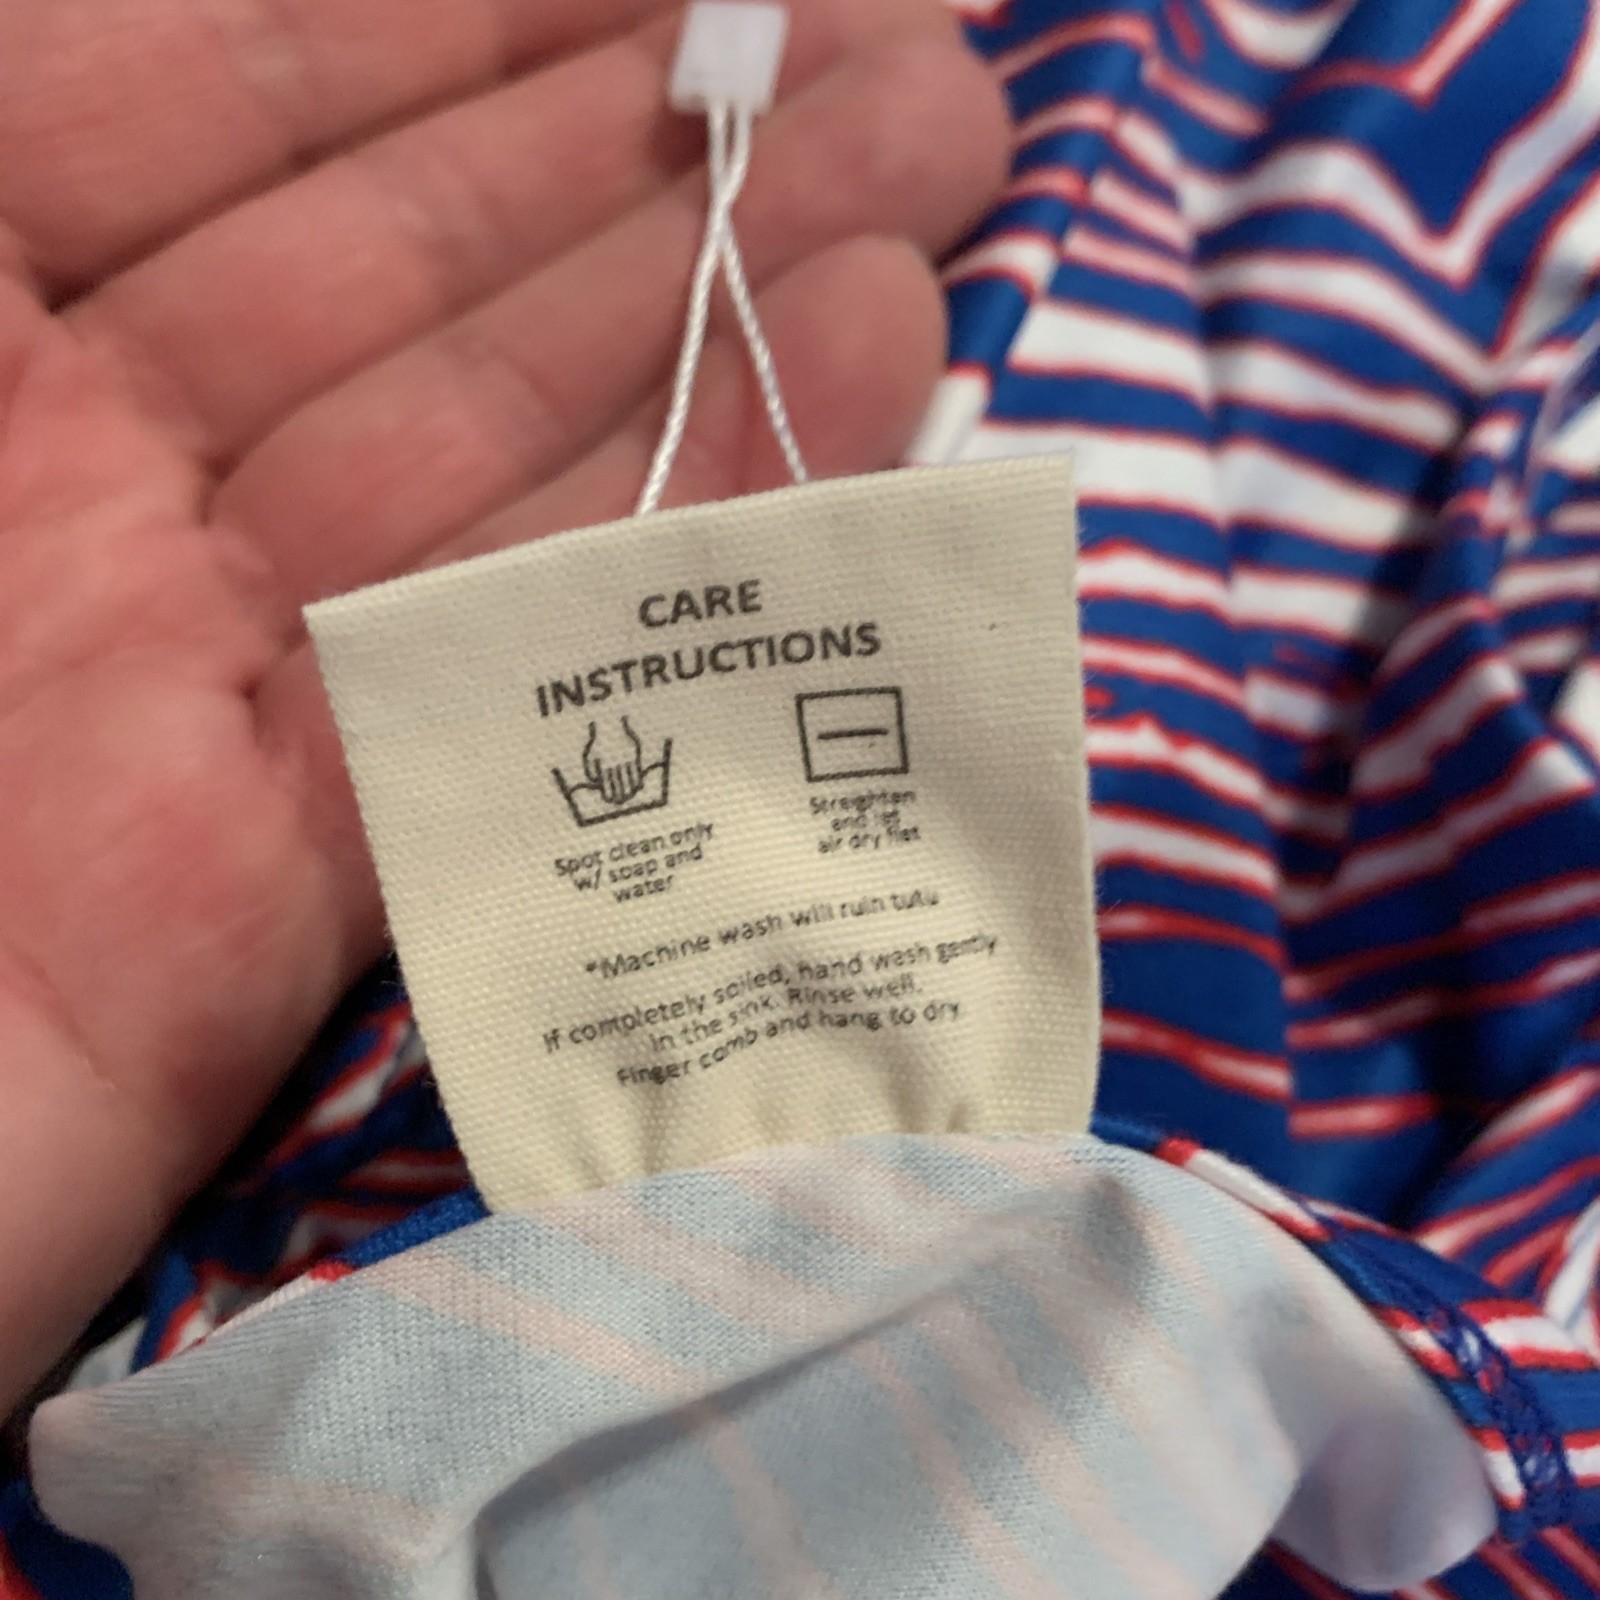 CARE
INSTRUCTIONS
Spot clean only
w/ soap and
water
Straighten
and let
air dry flat
*Machine wash will ruin tutu
If completely soiled, hand wash gently
in the sink. Rinse well.
Finger comb and hang to dry